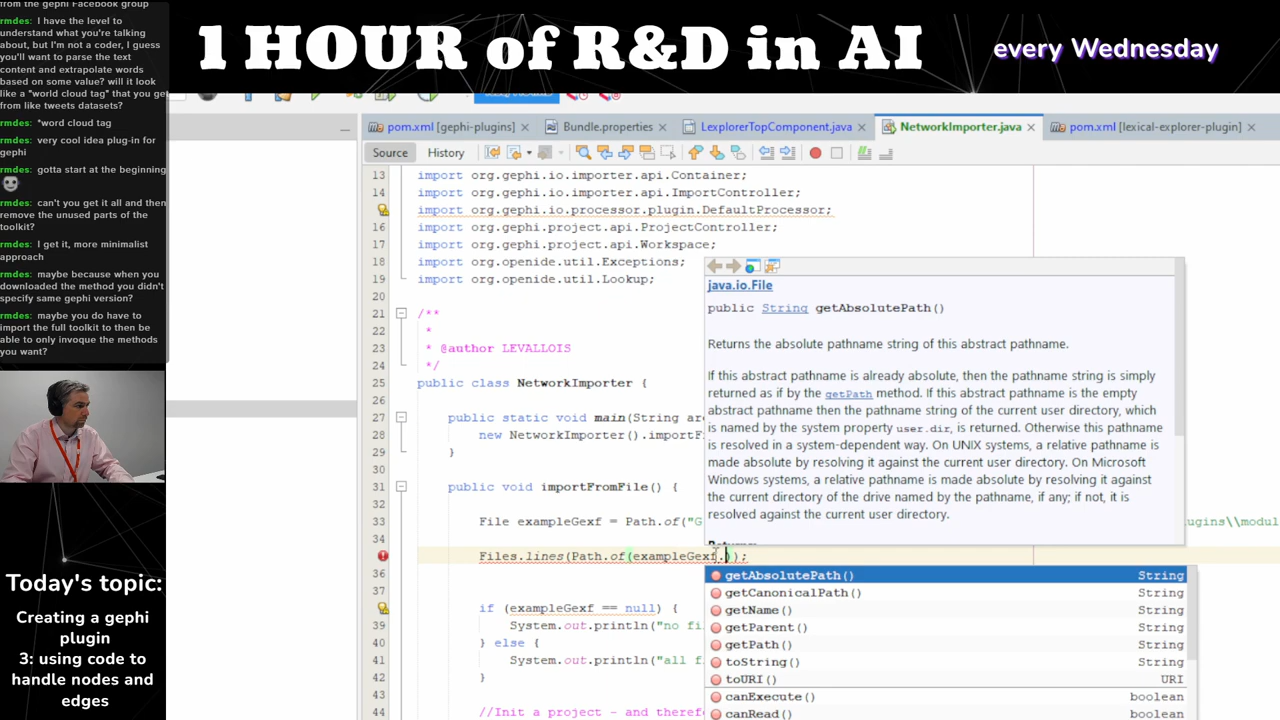 from the gephi Facebook group
rmdes: I have the level to
understand what you're talking
about, but I'm not a coder, I guess
you'll want to parse the text
content and extrapolate words
based on some value? will it look
like a "world cloud tag" that you get
from like tweets datasets?
rmdes: *word cloud tag
rmdes: very cool idea plug-in for
gephi
rmdes: gotta start at the beginning
rmdes: can't you get it all and then
remove the unused parts of the
toolkit?
rmdes: I get it, more minimalist
approach
rmdes: maybe because when you
downloaded the method you didn't
specify same gephi version?
rmdes: maybe you do have to
import the full toolkit to then be
able to only invoque the methods
you want?
1 HOUR of R&D in AI
every Wednesday
pom.xml [gephi-plugins]
Bundle.properties
LexplorerTopComponent.java
NetworkImporter.java
pom.xml [lexical-explorer-plugin]
Source
History
13 import org.gephi.io.importer.api.Container;
14 import org.gephi.io.importer.api.ImportController;
import org.gephi.io.processor.plugin.DefaultProcessor;
16 import org.gephi.project.api.ProjectController;
17 import org.gephi.project.api.Workspace;
18 import org.openide.util.Exceptions;
19 import org.openide.util.Lookup;
20
21 /**
22 *
23 * @author LEVALLOIS
24 */
25 public class NetworkImporter {
26
27 public static void main(String
28 new NetworkImporter().importF
29 }
30
31 public void importFromFile() {
32
33 File exampleGexf = Path.of("G
34
Files.lines(Path.of(exampleGexf.));
36
37
if (exampleGexf == null) {
39 System.out.println("no fi
40 } else {
41 System.out.println("all f
42 }
43
44 //Init a project - and theref
java.io.File
public String getAbsolutePath()
Returns the absolute pathname string of this abstract pathname.
If this abstract pathname is already absolute, then the pathname string is simply
returned as if by the getPath method. If this abstract pathname is the empty
abstract pathname then the pathname string of the current user directory, which
is named by the system property user.dir, is returned. Otherwise this pathname
is resolved in a system-dependent way. On UNIX systems, a relative pathname is
made absolute by resolving it against the current user directory. On Microsoft
Windows systems, a relative pathname is made absolute by resolving it against
the current directory of the drive named by the pathname, if any; if not, it is
resolved against the current user directory.
getAbsolutePath() String
getCanonicalPath() String
getName() String
getParent() String
getPath() String
toString() String
toURI() URI
canExecute() boolean
canRead() boolean
Today's topic:
Creating a gephi
plugin
3: using code to
handle nodes and
edges